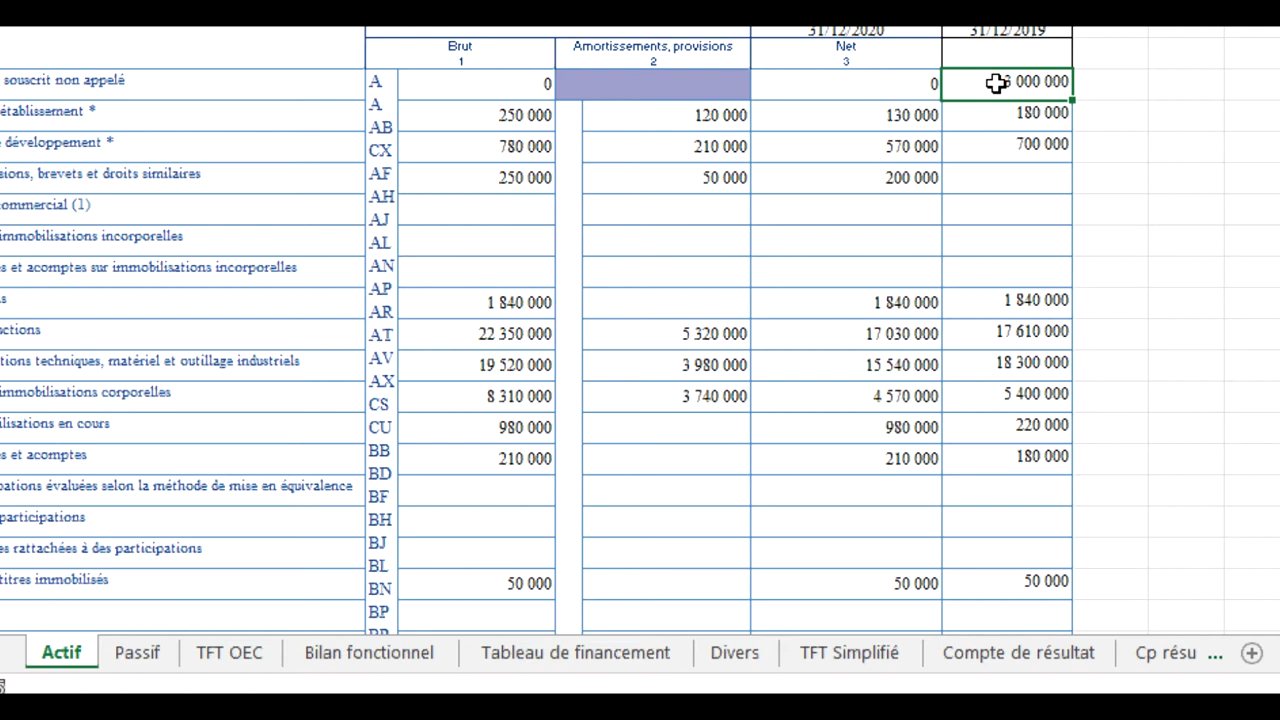 31/12/2020 31/12/2019
Brut Amortissements, provisions Net
1 2 3
souscrit non appelé A 0 0 000 000
établissement * A 250 000 120 000 130 000 180 000
développement * AB 780 000 210 000 570 000 700 000
CX
sions, brevets et droits similaires AF 250 000 50 000 200 000
ommercial (1) AH
immobilisations incorporelles AJ
AL
s et acomptes sur immobilisations incorporelles AN
s AP 1 840 000 1 840 000 1 840 000
AR
ctions AT 22 350 000 5 320 000 17 030 000 17 610 000
tions techniques, matériel et outillage industriels AV 19 520 000 3 980 000 15 540 000 18 300 000
immobilisations corporelles AX 8 310 000 3 740 000 4 570 000 5 400 000
CS
ilisations en cours CU 980 000 980 000 220 000
s et acomptes BB 210 000 210 000 180 000
BD
pations évaluées selon la méthode de mise en équivalence BF
participations BH
es rattachées à des participations BJ
BL
titres immobilisés BN 50 000 50 000 50 000
BP
Actif Passif TFT OEC Bilan fonctionnel Tableau de financement Divers TFT Simplifié Compte de résultat Cp résu ...